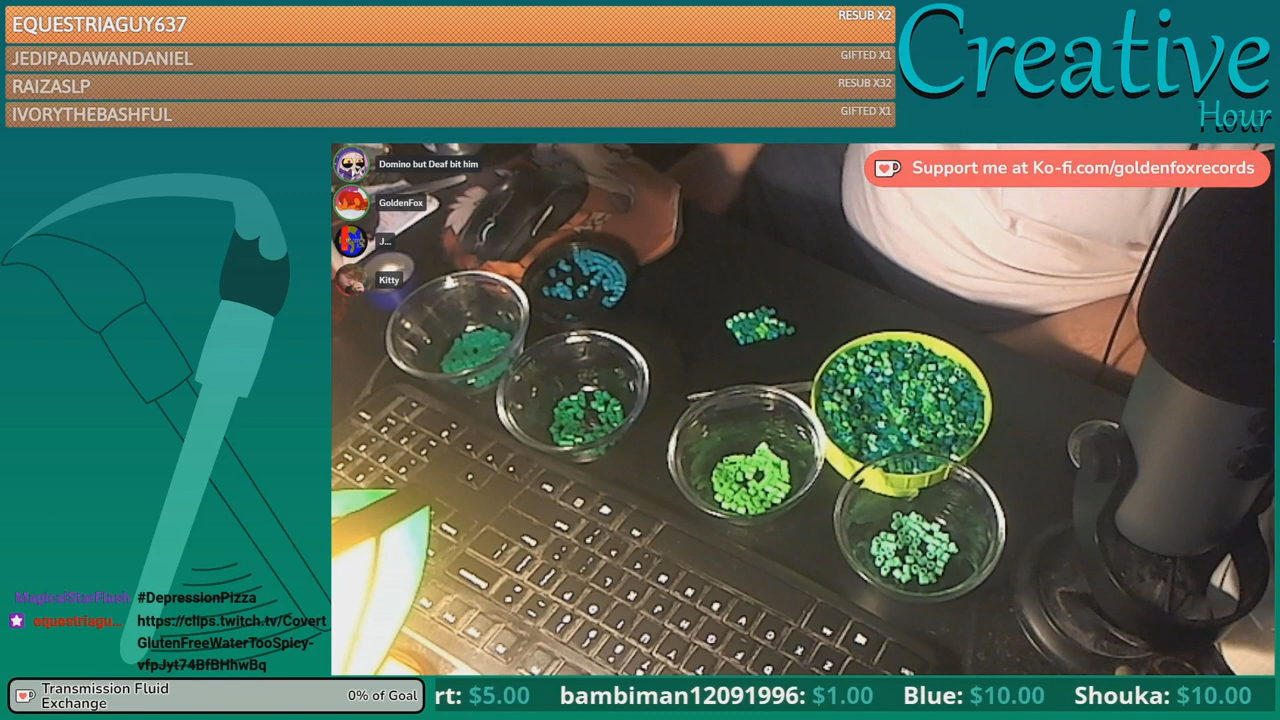 EQUESTRIAGUY637
RESUB X2
JEDIPADAWANDANIEL
GIFTED X1
RAIZASLP
RESUB X32
IVORYTHEBASHFUL
GIFTED X1
Creative
Hour
Domino but Deaf bit him
GoldenFox
J...
Kitty
Support me at Ko-fi.com/goldenfoxrecords
MagicalStarFlash #DepressionPizza
equestriagu... https://clips.twitch.tv/Covert
GlutenFreeWaterTooSpicy-
vfpJyt74BfBHhwBq
Transmission Fluid
Exchange
0% of Goal
rt: $5.00 bambiman12091996: $1.00 Blue: $10.00 Shouka: $10.00